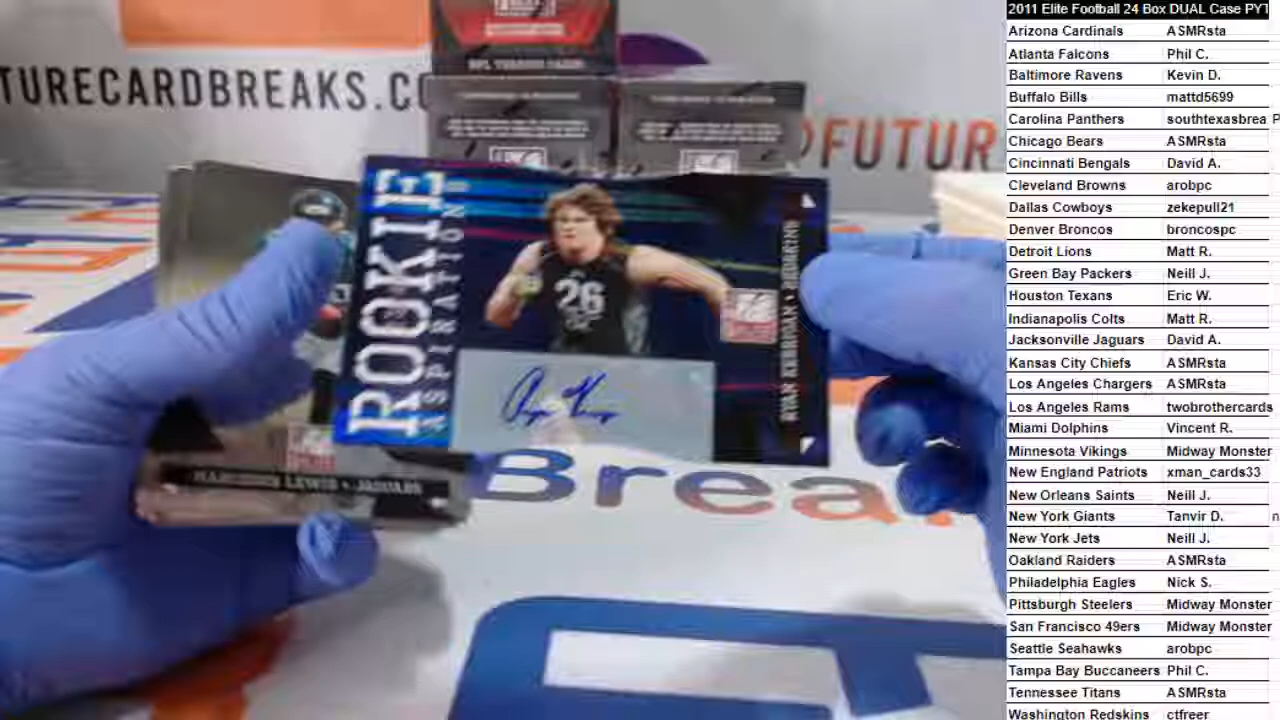 TURECARDBREAKS.CO
FUTUR
ROOKIE
ASPIRATIONS
26
RYAN KERRIGAN • REDSKINS
MARCEDES LEWIS • JAGUARS
Brea
2011 Elite Football 24 Box DUAL Case PYT
Arizona Cardinals ASMRsta
Atlanta Falcons Phil C.
Baltimore Ravens Kevin D.
Buffalo Bills mattd5699
Carolina Panthers southtexasbrea P
Chicago Bears ASMRsta
Cincinnati Bengals David A.
Cleveland Browns arobpc
Dallas Cowboys zekepull21
Denver Broncos broncospc
Detroit Lions Matt R.
Green Bay Packers Neill J.
Houston Texans Eric W.
Indianapolis Colts Matt R.
Jacksonville Jaguars David A.
Kansas City Chiefs ASMRsta
Los Angeles Chargers ASMRsta
Los Angeles Rams twobrothercards
Miami Dolphins Vincent R.
Minnesota Vikings Midway Monster
New England Patriots xman_cards33
New Orleans Saints Neill J.
New York Giants Tanvir D. n
New York Jets Neill J.
Oakland Raiders ASMRsta
Philadelphia Eagles Nick S.
Pittsburgh Steelers Midway Monster
San Francisco 49ers Midway Monster
Seattle Seahawks arobpc
Tampa Bay Buccaneers Phil C.
Tennessee Titans ASMRsta
Washington Redskins ctfreer